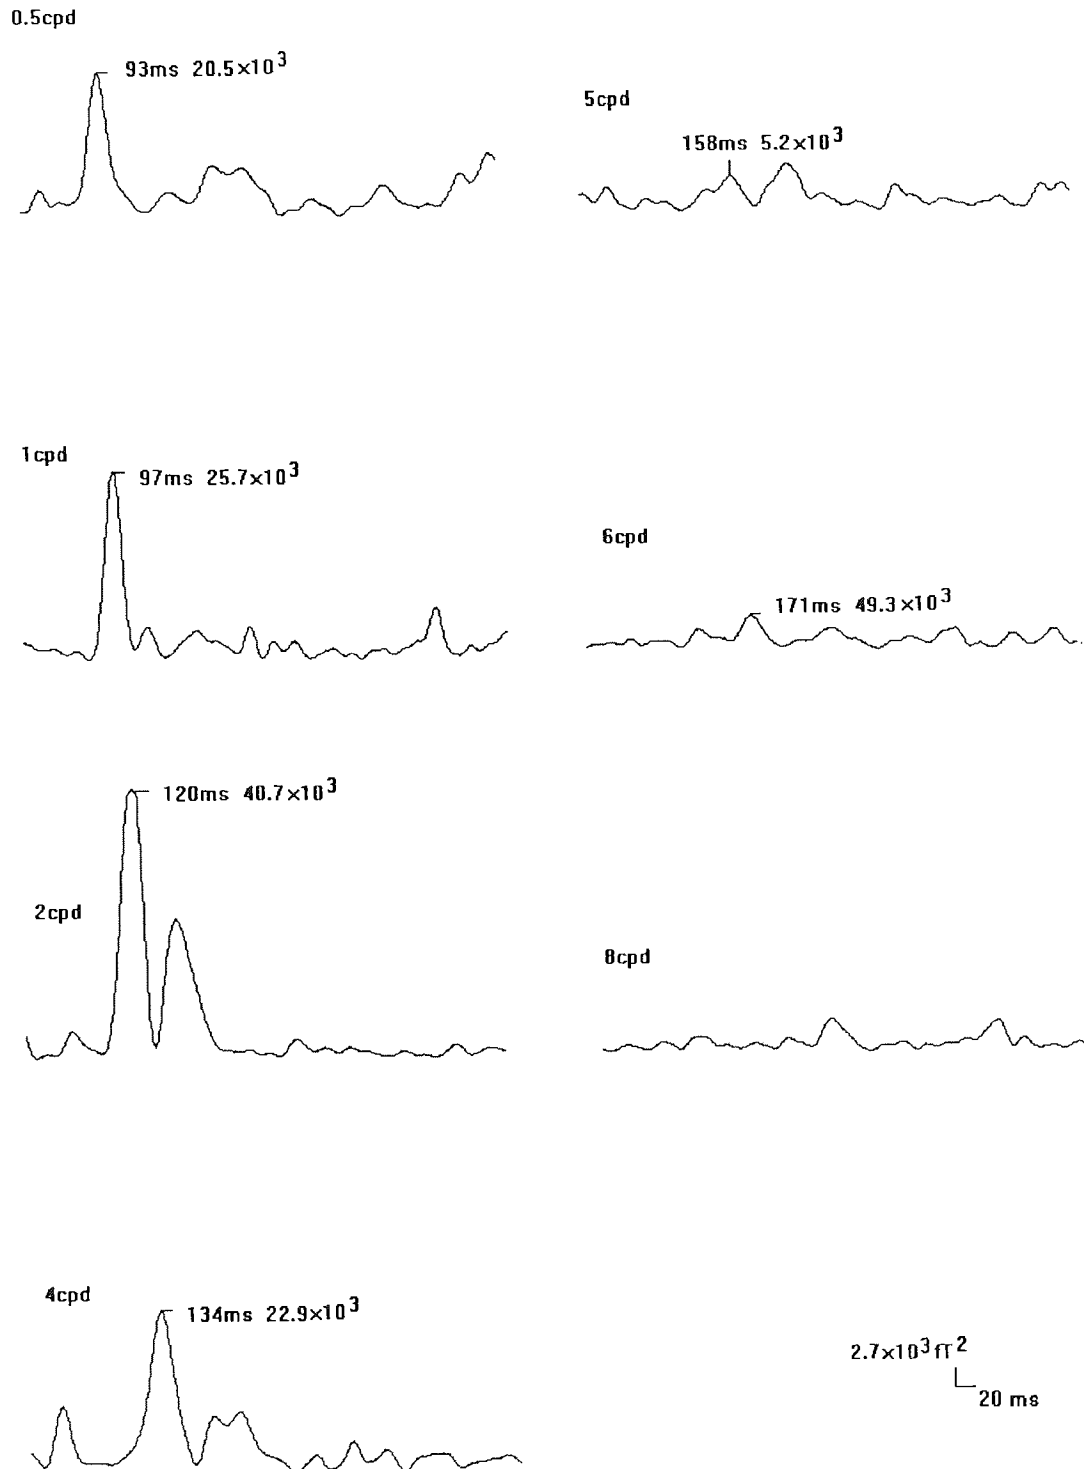 0.5cpd
93ms 20.5×10³
5cpd
158ms 5.2×10³
1cpd
97ms 25.7×10³
6cpd
171ms 49.3×10³
120ms 40.7×10³
2cpd
8cpd
4cpd
134ms 22.9×10³
2.7×10³fT²
20 ms